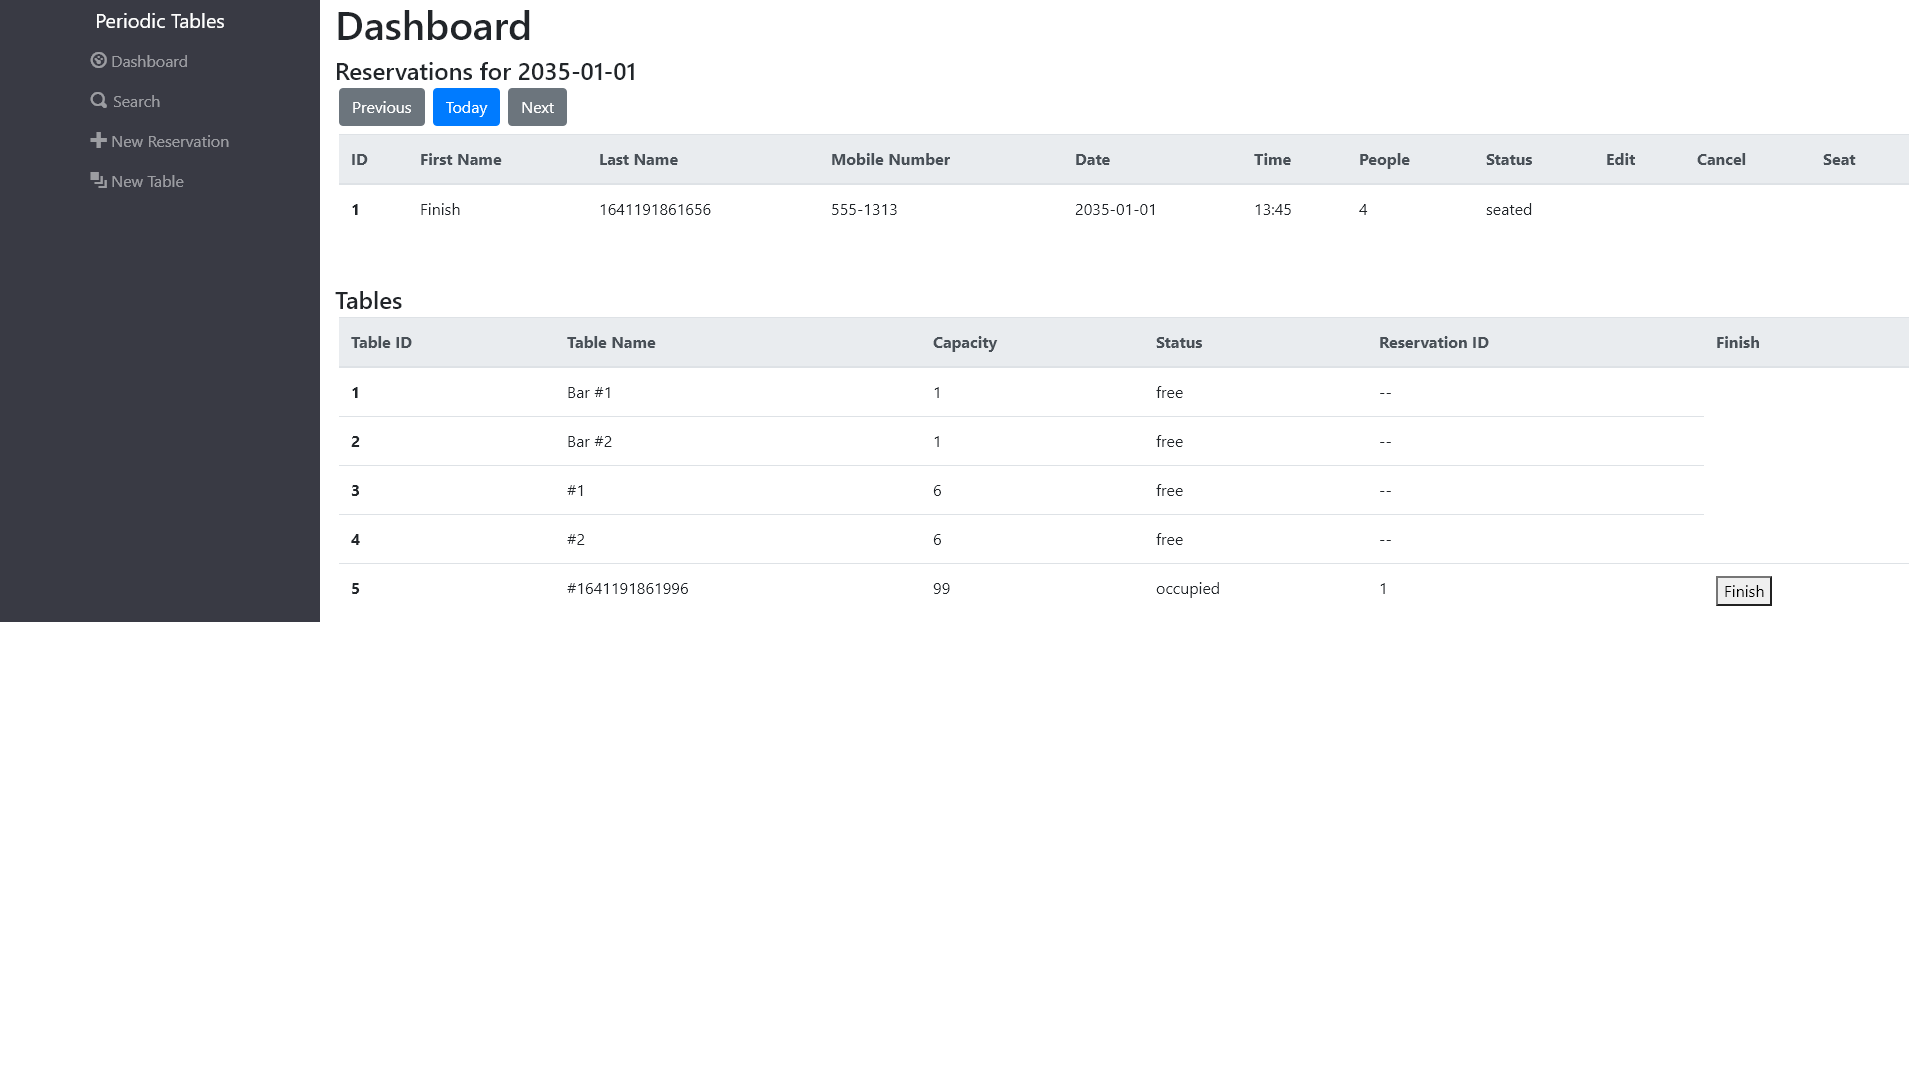 Periodic Tables
Dashboard
Search
New Reservation
New Table
Dashboard
Reservations for 2035-01-01
Previous Today Next
ID First Name Last Name Mobile Number Date Time People Status Edit Cancel Seat
1 Finish 1641191861656 555-1313 2035-01-01 13:45 4 seated
Tables
Table ID Table Name Capacity Status Reservation ID Finish
1 Bar #1 1 free --
2 Bar #2 1 free --
3 #1 6 free --
4 #2 6 free --
5 #1641191861996 99 occupied 1 Finish